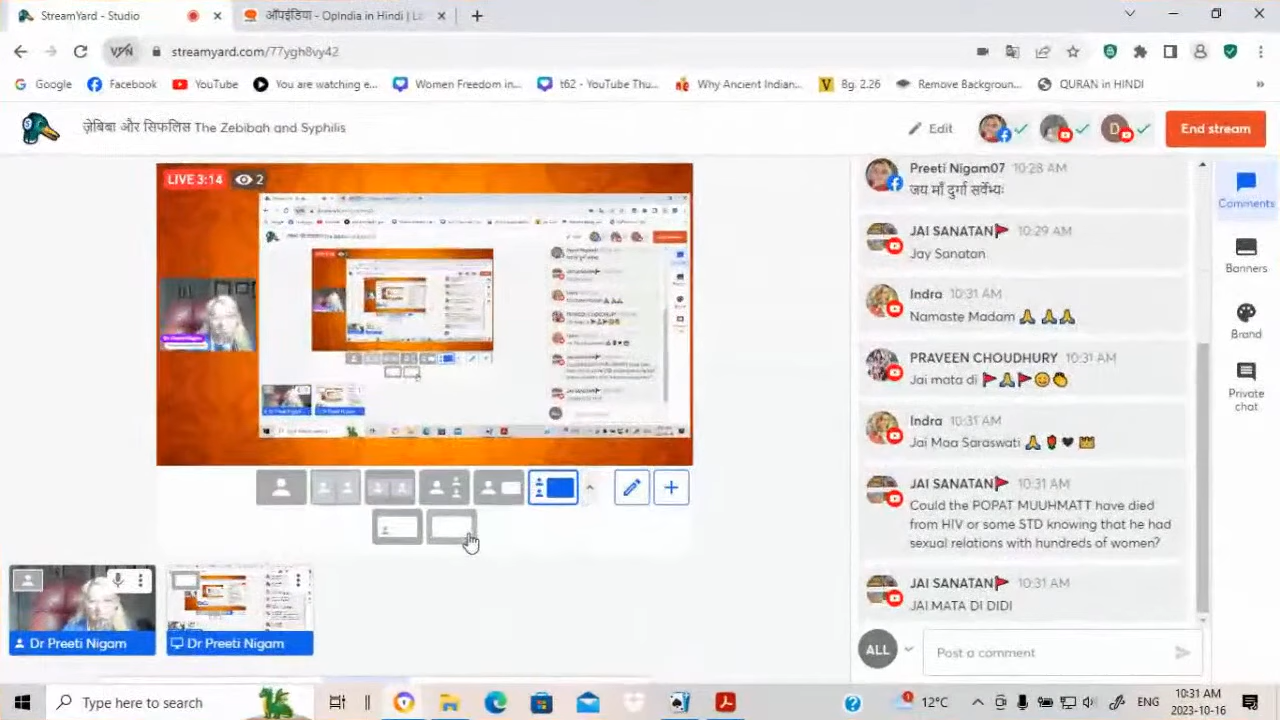 StreamYard - Studio
ऑपइंडिया - OpIndia in Hindi | La
streamyard.com/77ygh8vy42
Google
Facebook
YouTube
You are watching e...
Women Freedom in...
t62 - YouTube Thu...
Why Ancient Indian...
Bg. 2.26
Remove Backgroun...
QURAN in HINDI
ज़ेबिबा और सिफलिस The Zebibah and Syphilis
Edit
D
End stream
LIVE 3:14
2
Preeti Nigam07 10:28 AM
जय माँ दुर्गा सर्वेभ्यः
JAI SANATAN🚩 10:29 AM
Jay Sanatan
Indra 10:31 AM
Namaste Madam 🙏🙏🙏
PRAVEEN CHOUDHURY 10:31 AM
Jai mata di
Indra 10:31 AM
Jai Maa Saraswati 🙏🌹❤👑
JAI SANATAN🚩 10:31 AM
Could the POPAT MUUHMATT have died
from HIV or some STD knowing that he had
sexual relations with hundreds of women?
JAI SANATAN🚩 10:31 AM
JAI MATA DI DIDI
ALL
Post a comment
Comments
Banners
Brand
Private
chat
Dr Preeti Nigam
Dr Preeti Nigam
Type here to search
12°C
ENG
10:31 AM
2023-10-16